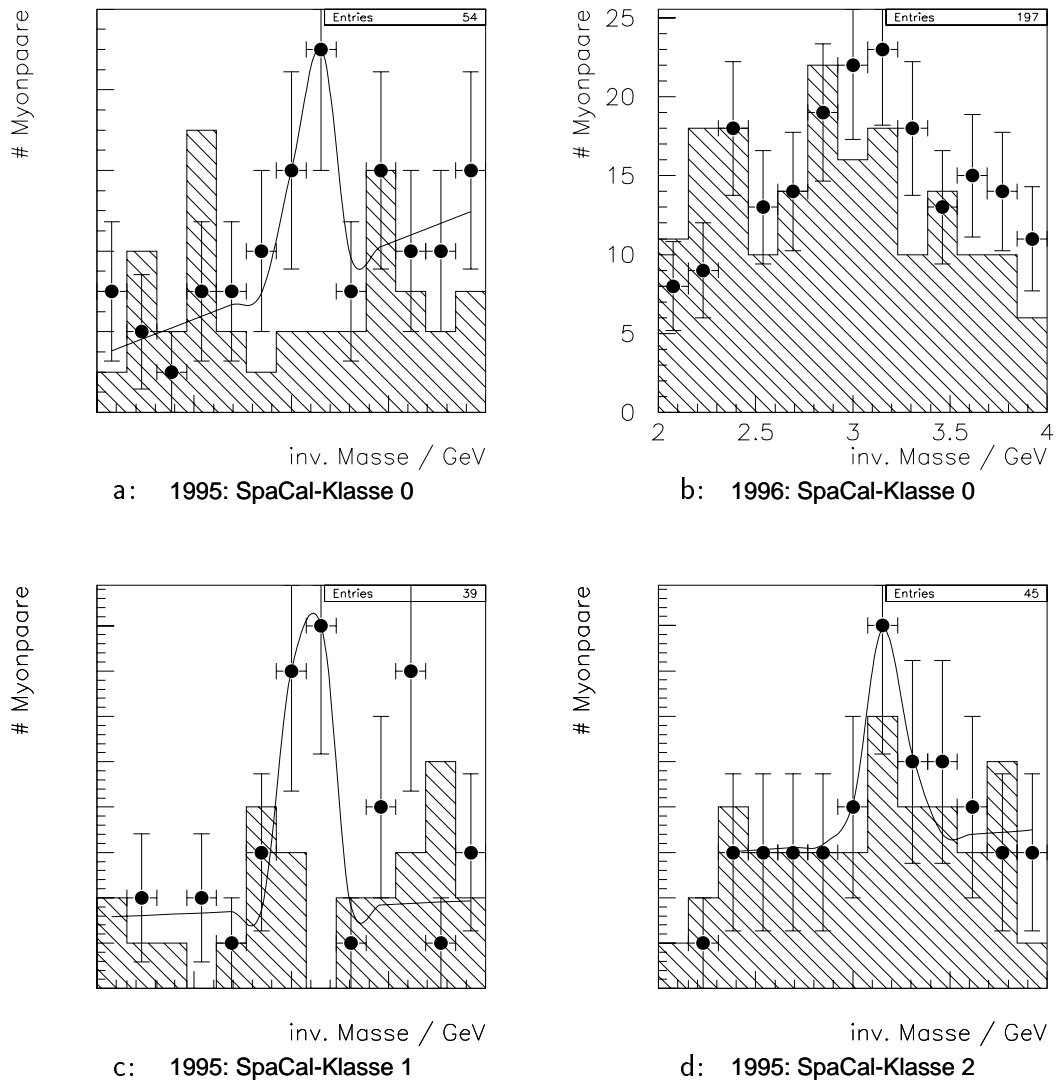 Entries 54
# Myonpaare
inv. Masse / GeV
a: 1995: SpaCal-Klasse 0
Entries 197
# Myonpaare
25
20
15
10
5
0
2 2.5 3 3.5 4
inv. Masse / GeV
b: 1996: SpaCal-Klasse 0
Entries 39
# Myonpaare
inv. Masse / GeV
c: 1995: SpaCal-Klasse 1
Entries 45
# Myonpaare
inv. Masse / GeV
d: 1995: SpaCal-Klasse 2